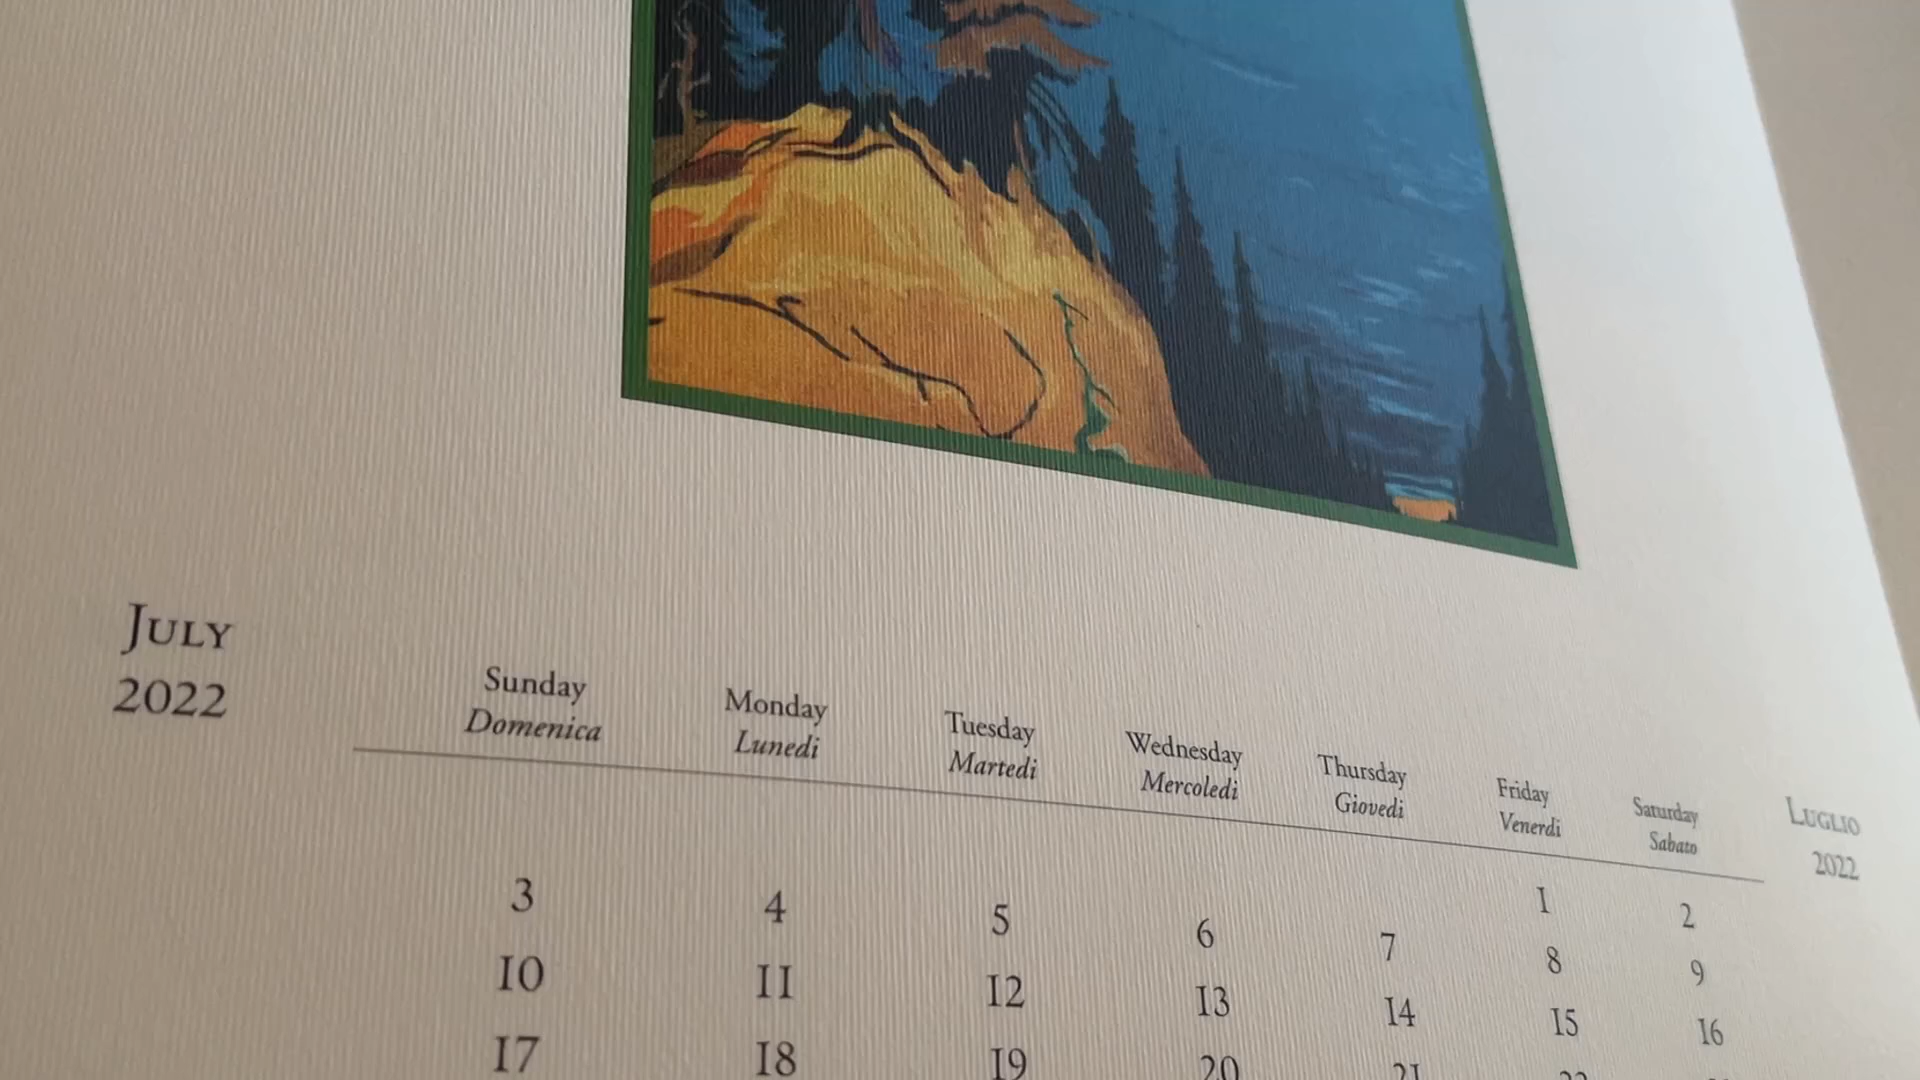 July
2022
Sunday Monday Tuesday Wednesday Thursday Friday Saturday
Domenica Lunedi Martedi Mercoledi Giovedi Venerdi Sabato
Luglio
2022
1 2
3 4 5 6 7 8 9
10 11 12 13 14 15 16
17 18 19 20 21